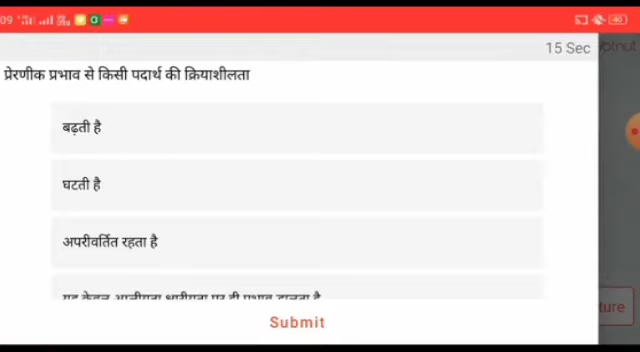 15 Sec
प्रेरणीक प्रभाव से किसी पदार्थ की क्रियाशीलता
बढ़ती है
घटती है
अपरीवर्तित रहता है
Submit